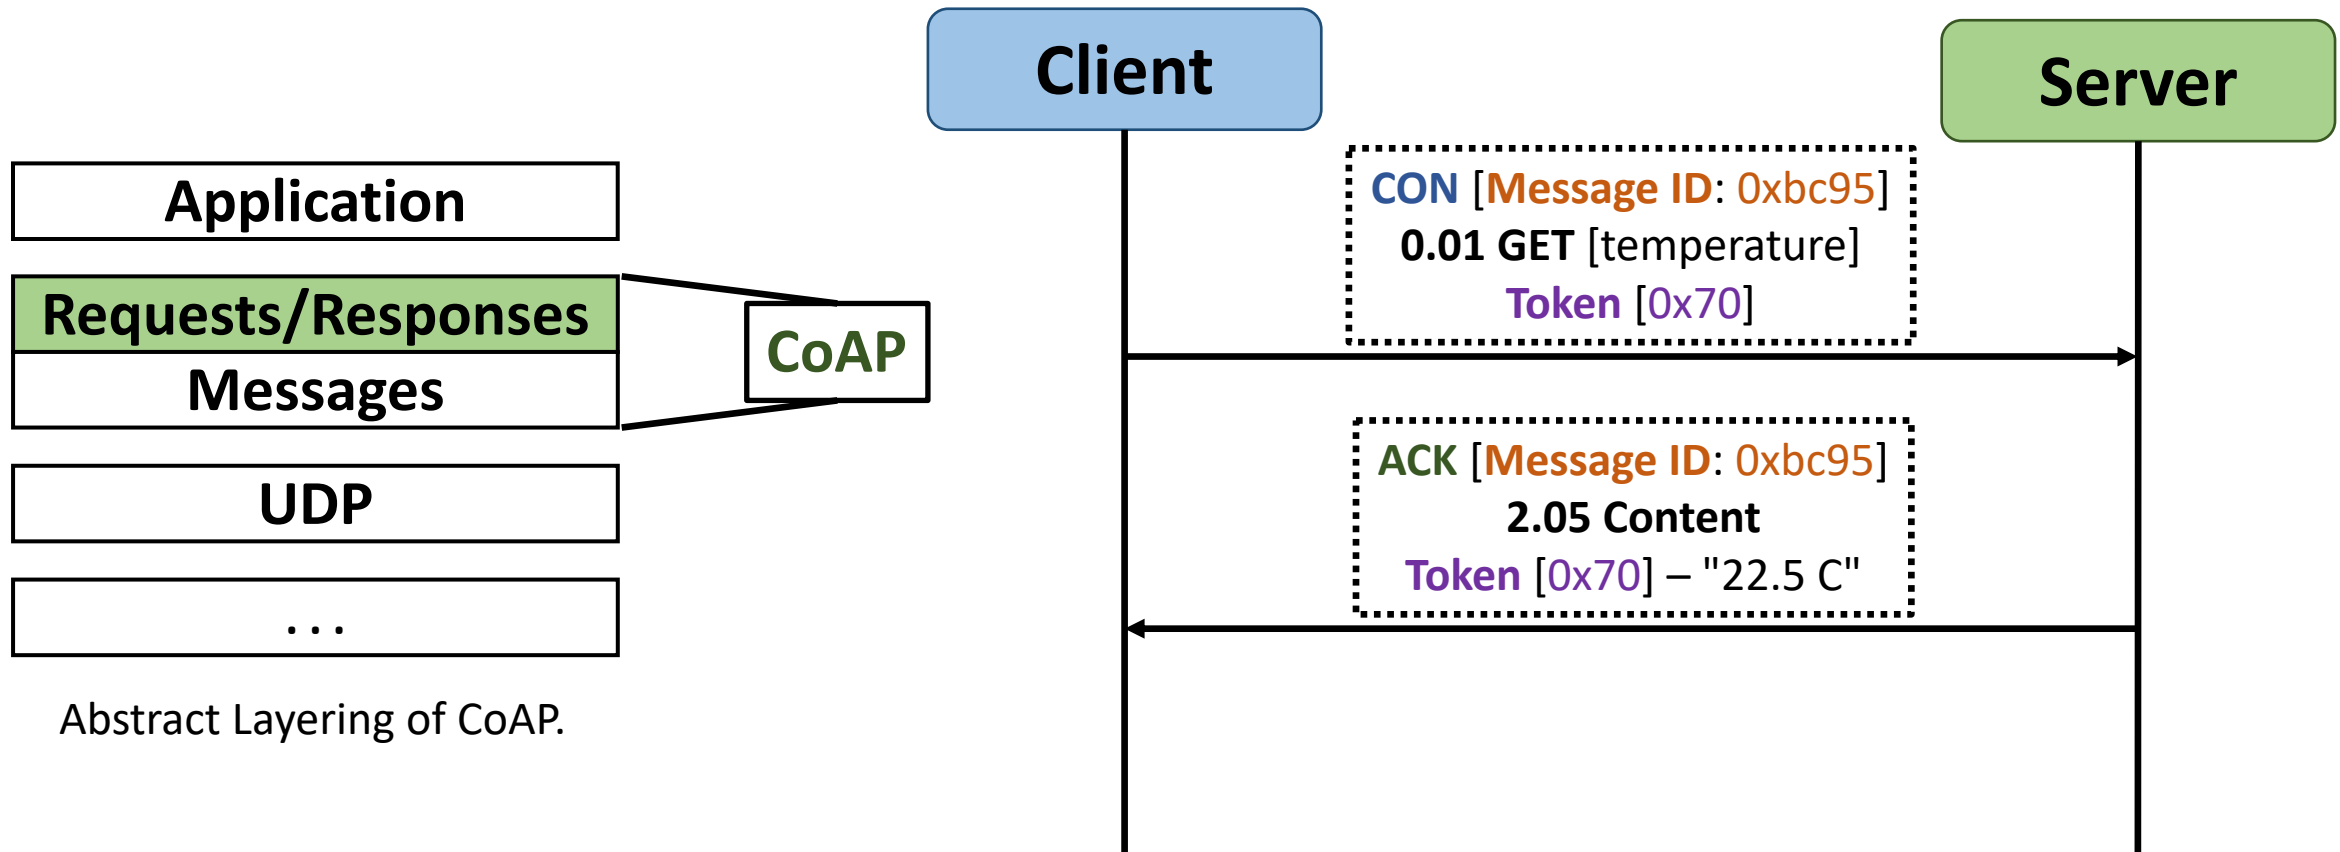 Application
Requests/Responses
Messages
UDP
...
Abstract Layering of CoAP.
CoAP
Client
Server
CON [Message ID: 0xbc95]
0.01 GET [temperature]
Token [0x70]
ACK [Message ID: 0xbc95]
2.05 Content
Token [0x70] – "22.5 C"